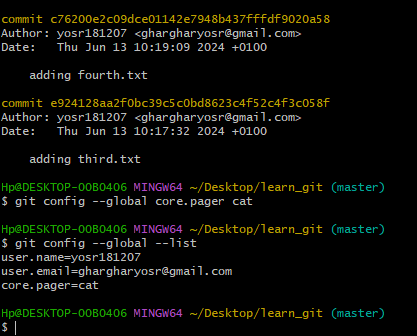 commit c76200e2c09dce01142e7948b437fffdf9020a58
Author: yosr181207 <ghargharyosr@gmail.com>
Date:   Thu Jun 13 10:19:09 2024 +0100
    adding fourth.txt
commit e924128aa2f0bc39c5c0bd8623c4f52c4f3c058f
Author: yosr181207 <ghargharyosr@gmail.com>
Date:   Thu Jun 13 10:17:32 2024 +0100
    adding third.txt
Hp@DESKTOP-O0BO406 MINGW64 ~/Desktop/learn_git (master)
$ git config --global core.pager cat
Hp@DESKTOP-O0BO406 MINGW64 ~/Desktop/learn_git (master)
$ git config --global --list
user.name=yosr181207
user.email=ghargharyosr@gmail.com
core.pager=cat
Hp@DESKTOP-O0BO406 MINGW64 ~/Desktop/learn_git (master)
$